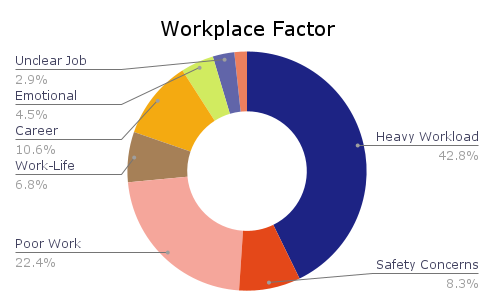 Workplace Factor
Unclear Job
2.9%
Emotional
4.5%
Career
10.6%
Work-Life
6.8%
Poor Work
22.4%
Heavy Workload
42.8%
Safety Concerns
8.3%